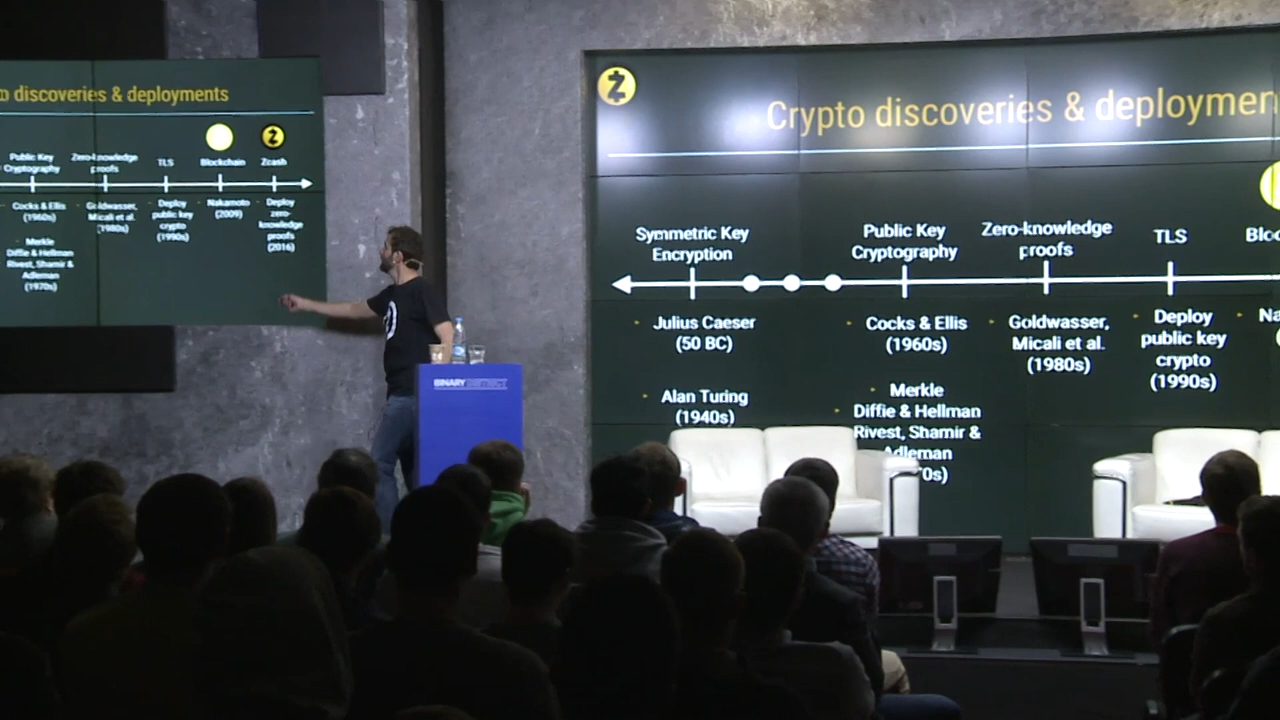 o discoveries & deployments
Public Key
Cryptography
Zero-knowledge
proofs
TLS
Blockchain
Zcash
Cocks & Ellis
(1960s)
Merkle
Diffie & Hellman
Rivest, Shamir &
Adleman
(1970s)
Goldwasser,
Micali et al.
(1980s)
Deploy
public key
crypto
(1990s)
Nakamoto
(2009)
Deploy
zero-
knowledge
proofs
(2016)
BINARY DISTRICT
Crypto discoveries & deploymen
Symmetric Key
Encryption
Public Key
Cryptography
Zero-knowledge
proofs
TLS
Bloc
Julius Caeser
(50 BC)
Alan Turing
(1940s)
Cocks & Ellis
(1960s)
Merkle
Diffie & Hellman
Rivest, Shamir &
Adleman
0s)
Goldwasser,
Micali et al.
(1980s)
Deploy
public key
crypto
(1990s)
Na